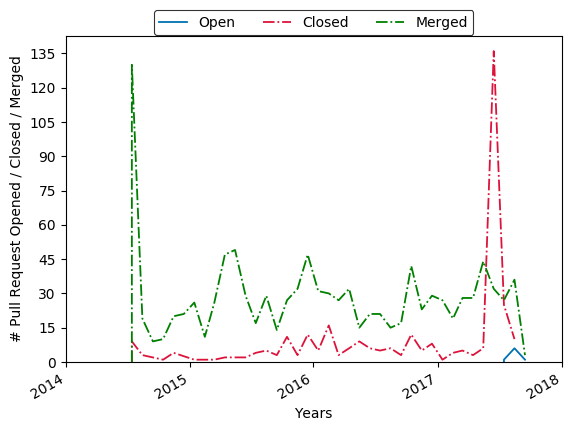 Open Closed Merged
# Pull Request Opened / Closed / Merged
135
120
105
90
75
60
45
30
15
0
2014 2015 2016 2017 2018
Years